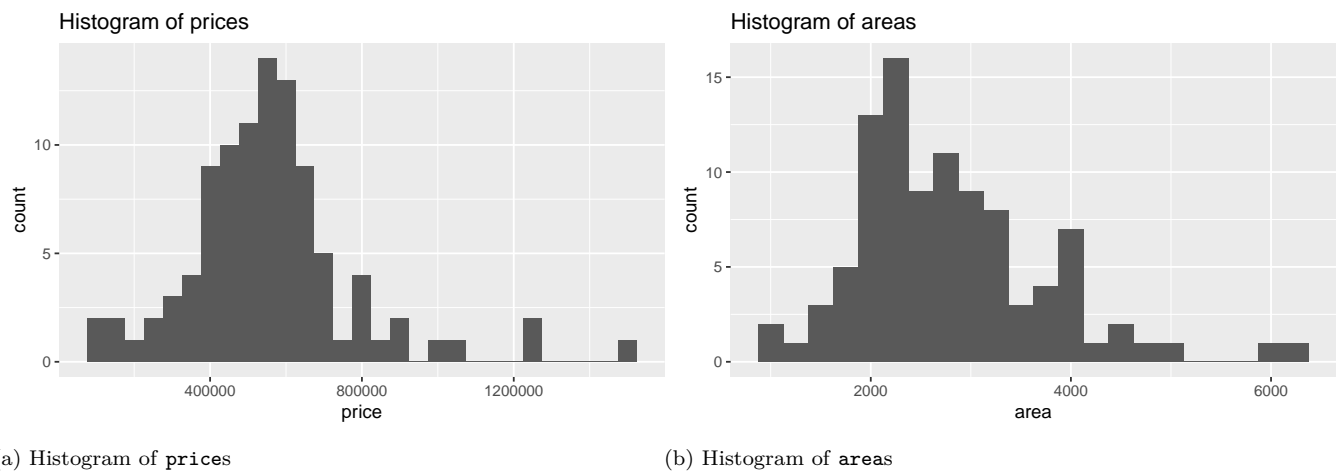 Histogram of prices
10
5
0
count
400000 800000 1200000
price
Histogram of areas
15
10
5
0
count
2000 4000 6000
area
a) Histogram of prices
(b) Histogram of areas